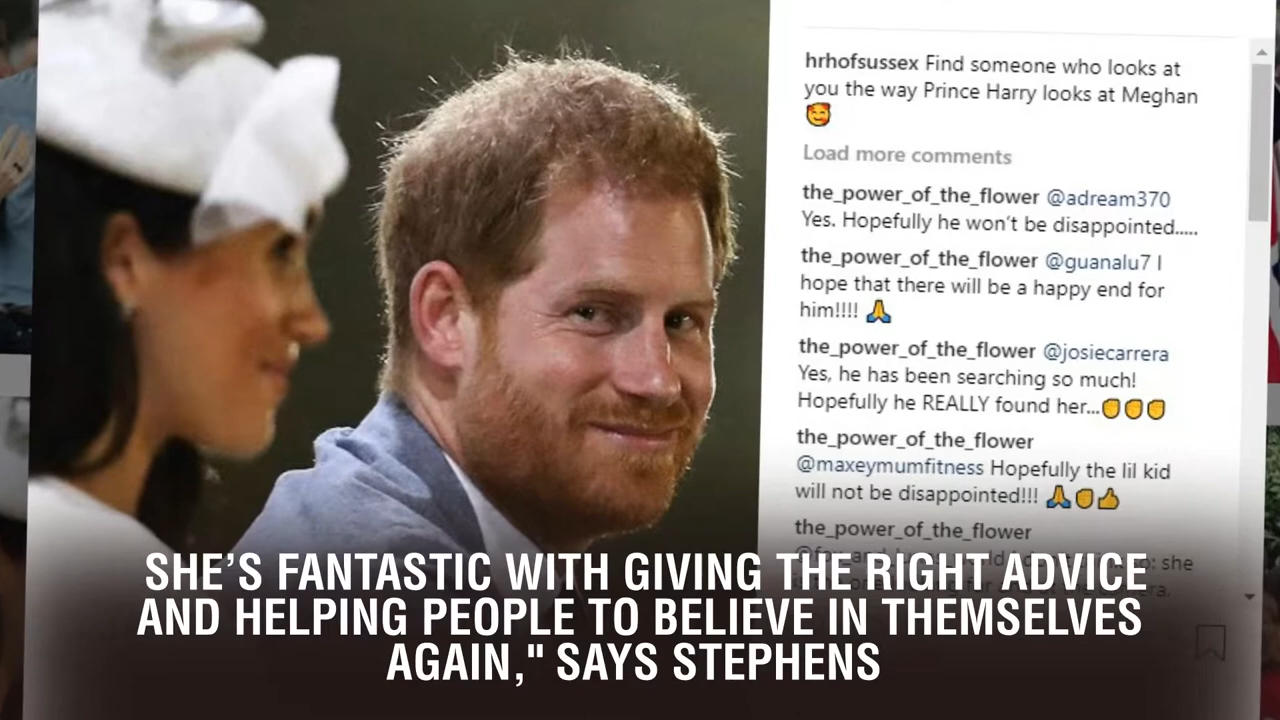 hrhofsussex Find someone who looks at
you the way Prince Harry looks at Meghan
🥰
Load more comments
the_power_of_the_flower @adream370
Yes. Hopefully he won't be disappointed.....
the_power_of_the_flower @guanalu7 I
hope that there will be a happy end for
him!!!! 🙏
the_power_of_the_flower @josiecarrera
Yes, he has been searching so much!
Hopefully he REALLY found her...✊✊✊
the_power_of_the_flower
@maxeymumfitness Hopefully the lil kid
will not be disappointed!!! 🙏✊👍
the_power_of_the_flower
she
SHE'S FANTASTIC WITH GIVING THE RIGHT ADVICE
AND HELPING PEOPLE TO BELIEVE IN THEMSELVES
AGAIN," SAYS STEPHENS